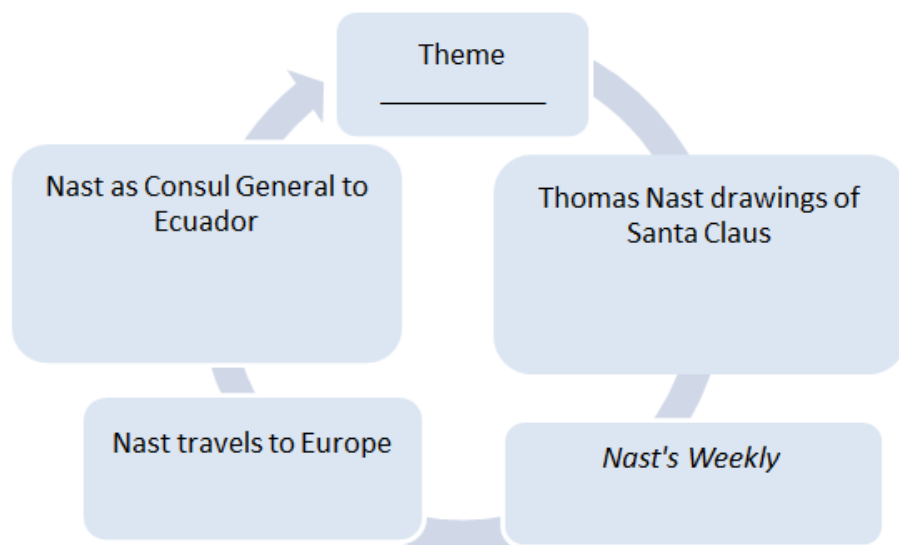 Theme
Thomas Nast drawings of
Santa Claus
Nast's Weekly
Nast travels to Europe
Nast as Consul General to
Ecuador